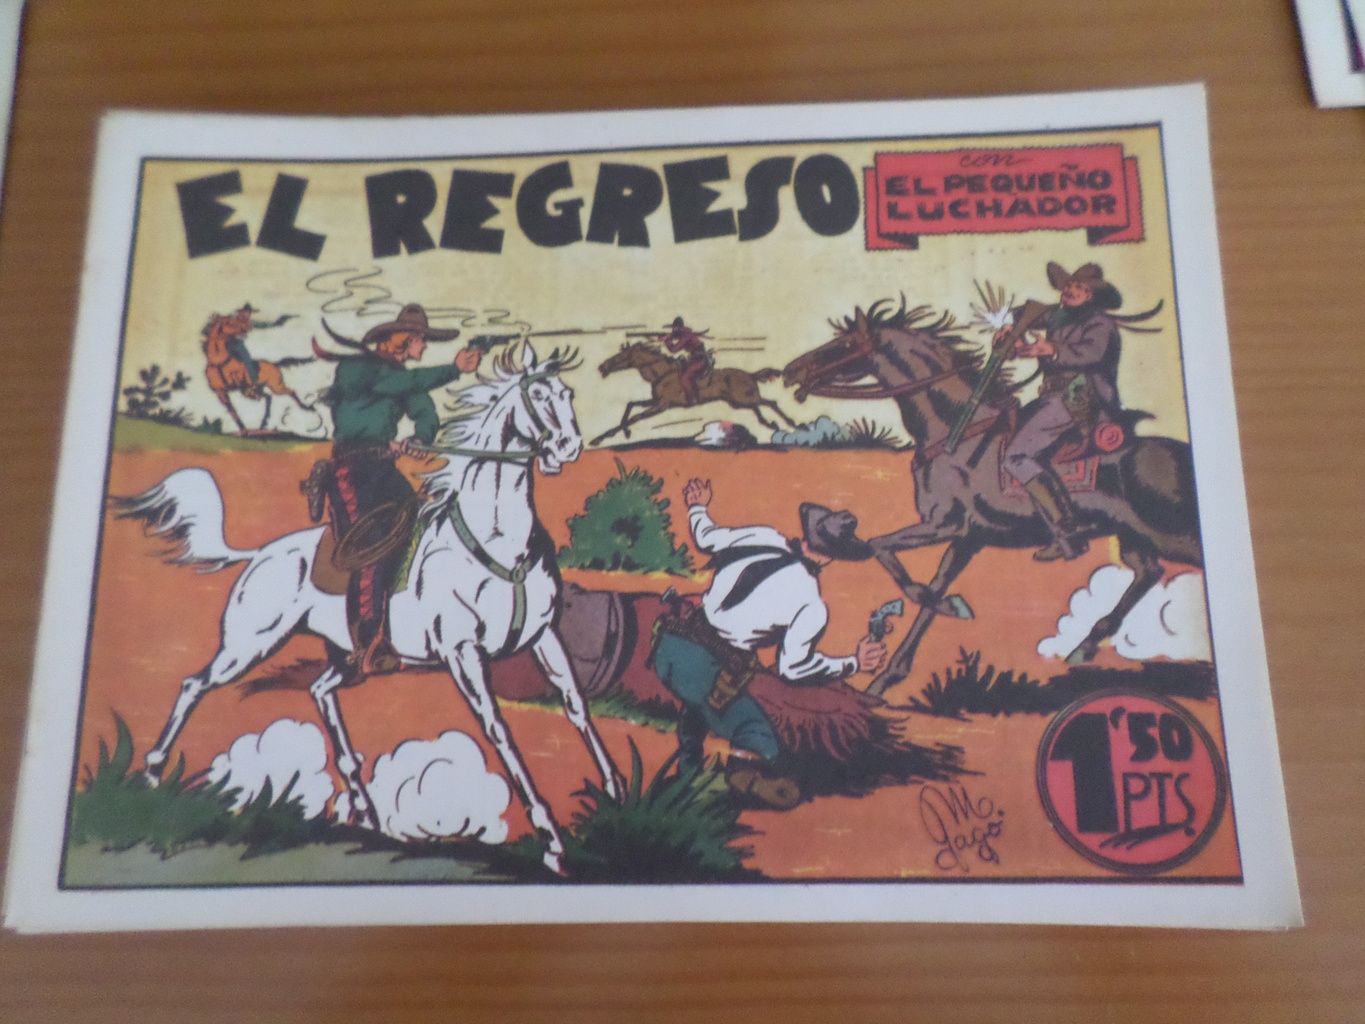 EL REGRESO
con
EL PEQUEÑO
LUCHADOR
M. Gago.
1'50
PTS.